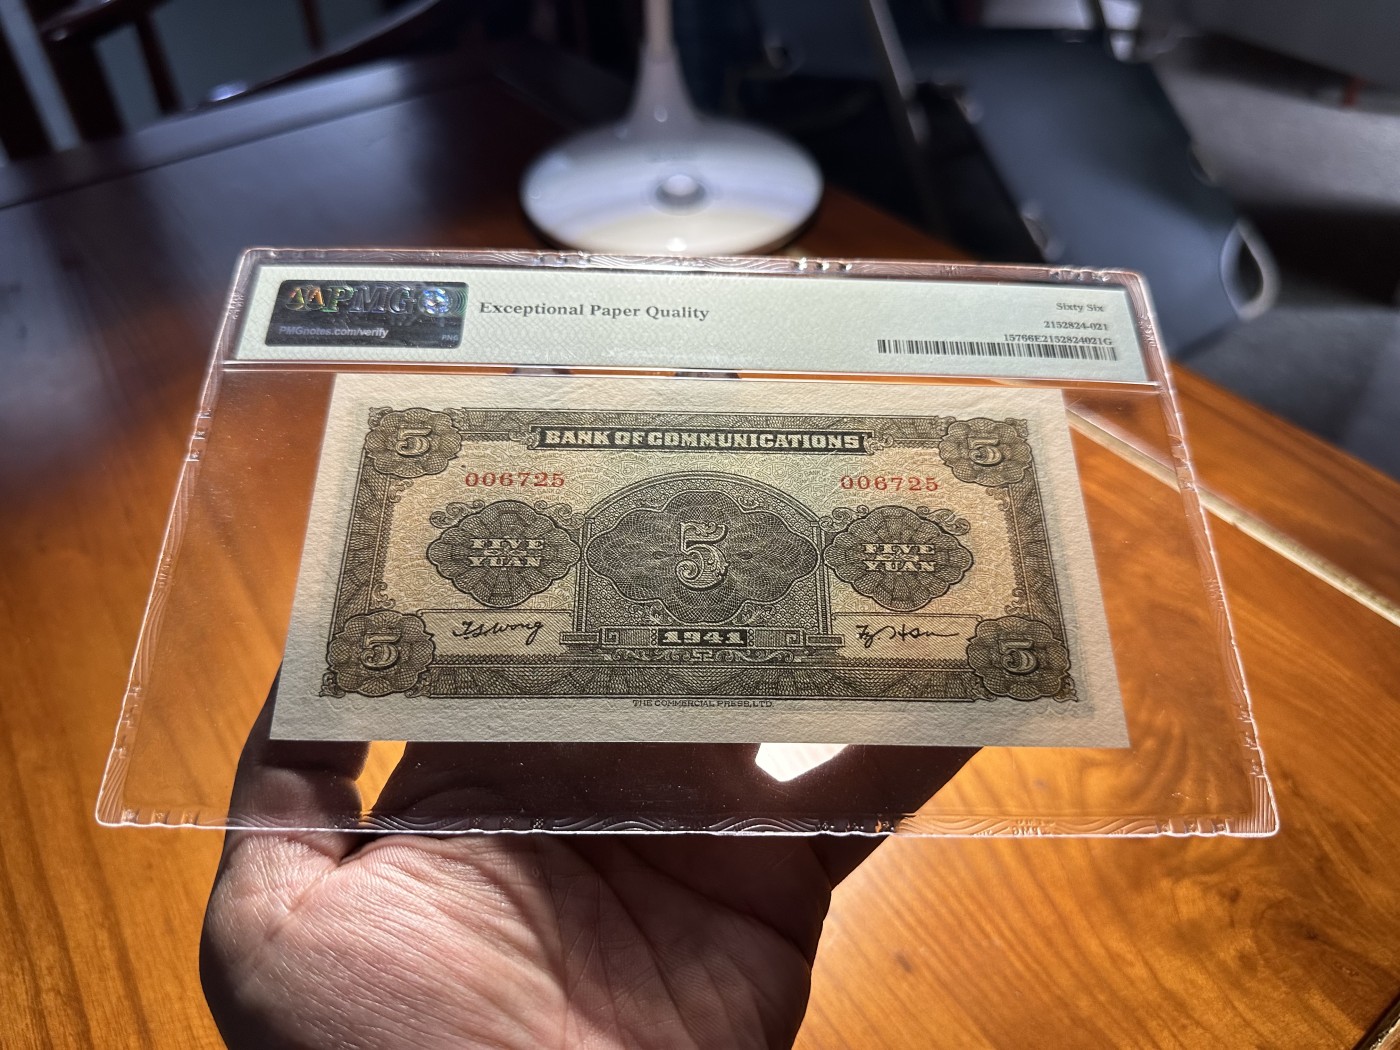 PMG
PMGnotes.com/verify
Exceptional Paper Quality
Sixty Six
2152824-021
15766E2152824021G
5
5
BANK OF COMMUNICATIONS
006725
006725
FIVE
YUAN
5
FIVE
YUAN
1941
5
5
THE COMMERCIAL PRESS, LTD.